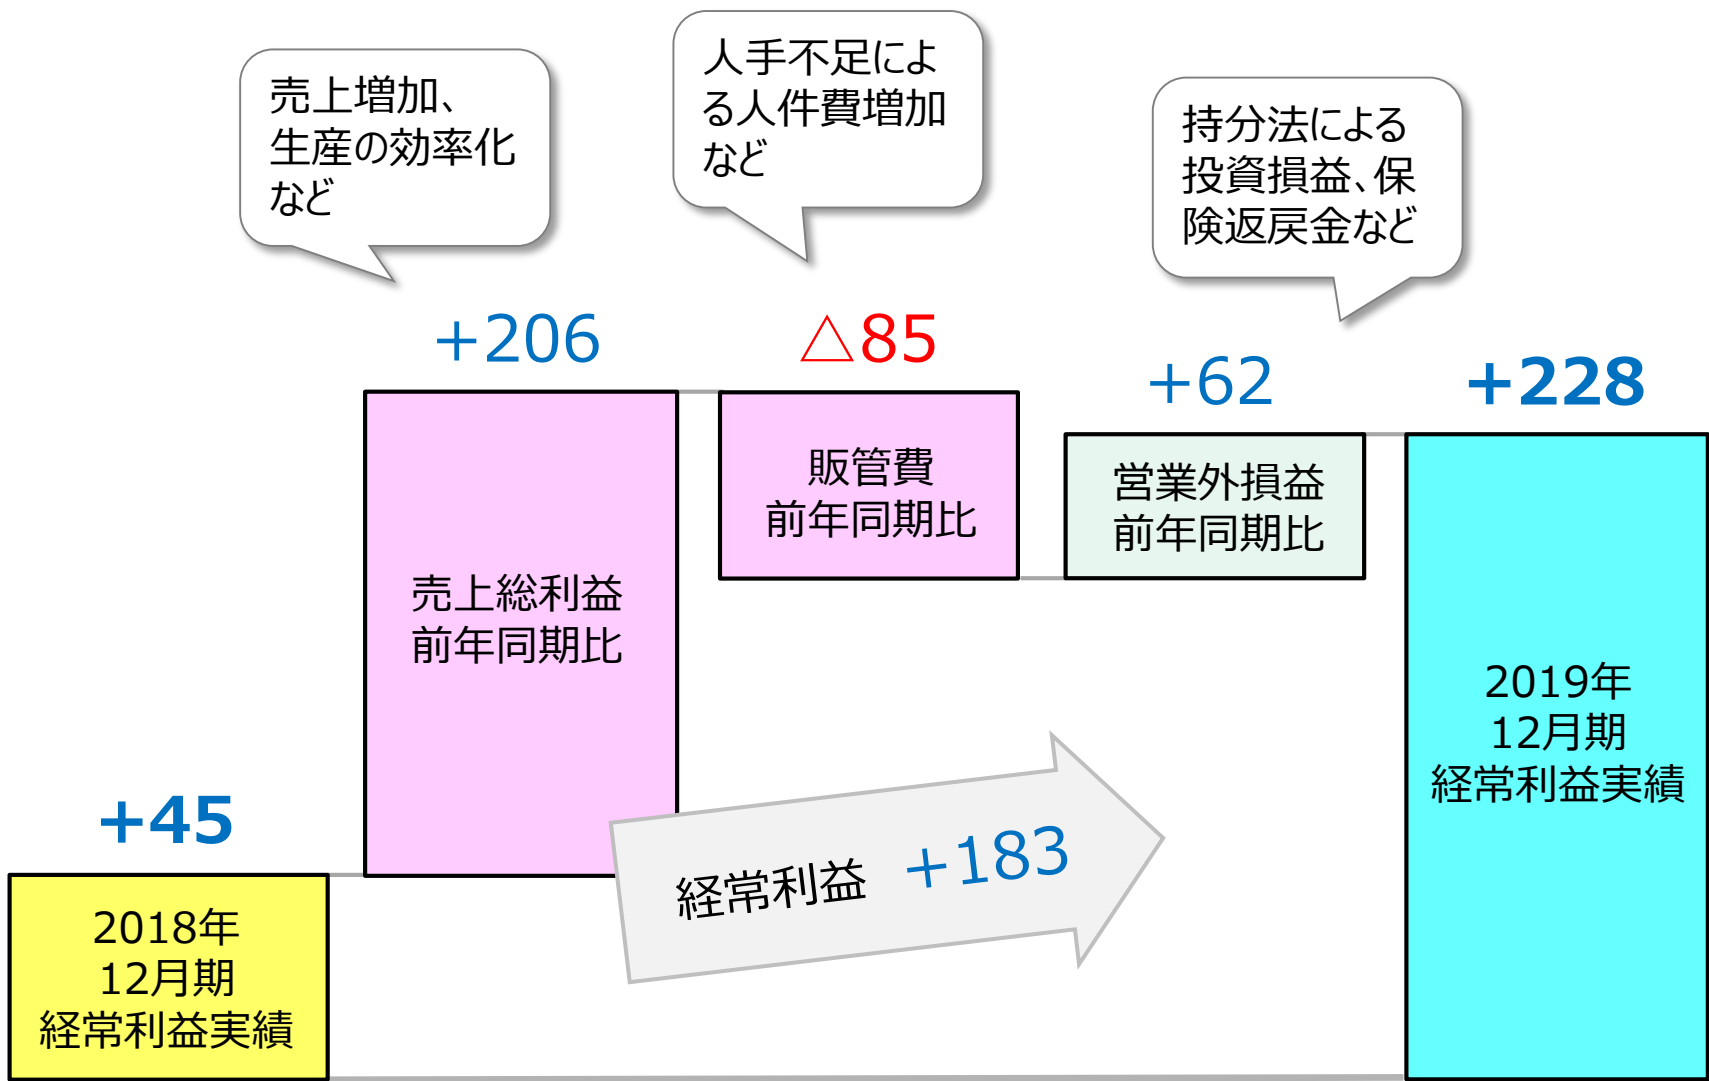 売上増加、
生産の効率化
など
人手不足によ
る人件費増加
など
持分法による
投資損益、保
険返戻金など
+206
△85
+62
+228
販管費
前年同期比
営業外損益
前年同期比
売上総利益
前年同期比
2019年
12月期
経常利益実績
+45
経常利益 +183
2018年
12月期
経常利益実績